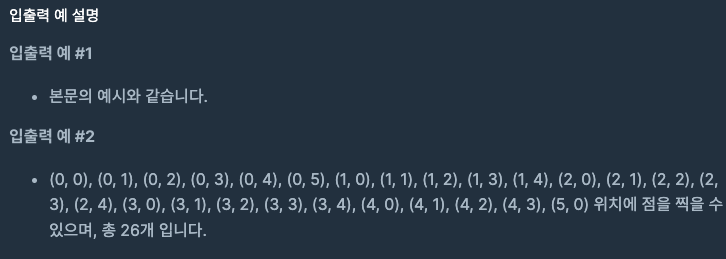 입출력 예 설명
입출력 예 #1
• 본문의 예시와 같습니다.
입출력 예 #2
• (0, 0), (0, 1), (0, 2), (0, 3), (0, 4), (0, 5), (1, 0), (1, 1), (1, 2), (1, 3), (1, 4), (2, 0), (2, 1), (2, 2), (2,
3), (2, 4), (3, 0), (3, 1), (3, 2), (3, 3), (3, 4), (4, 0), (4, 1), (4, 2), (4, 3), (5, 0) 위치에 점을 찍을 수
있으며, 총 26개 입니다.